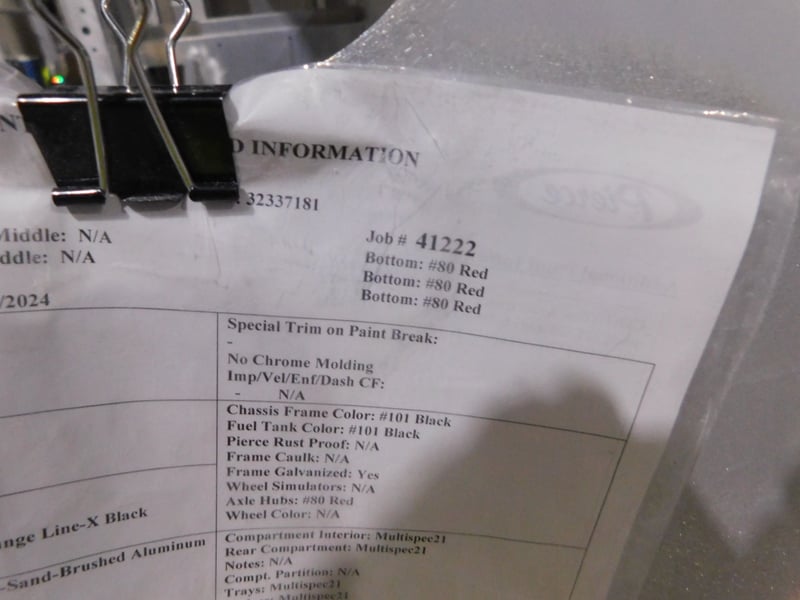 D INFORMATION
32337181
Middle: N/A
Job # 41222
ddle: N/A
Bottom: #80 Red
Bottom: #80 Red
Bottom: #80 Red
/2024
Special Trim on Paint Break:
-
No Chrome Molding
Imp/Vel/Enf/Dash CF:
- N/A
Chassis Frame Color: #101 Black
Fuel Tank Color: #101 Black
Pierce Rust Proof: N/A
Frame Caulk: N/A
Frame Galvanized: Yes
Wheel Simulators: N/A
Axle Hubs: #80 Red
Wheel Color: N/A
nge Line-X Black
-Sand-Brushed Aluminum
Compartment Interior: Multispec21
Rear Compartment: Multispec21
Notes: N/A
Compt. Partition: N/A
Trays: Multispec21
Multispec21
Pierce